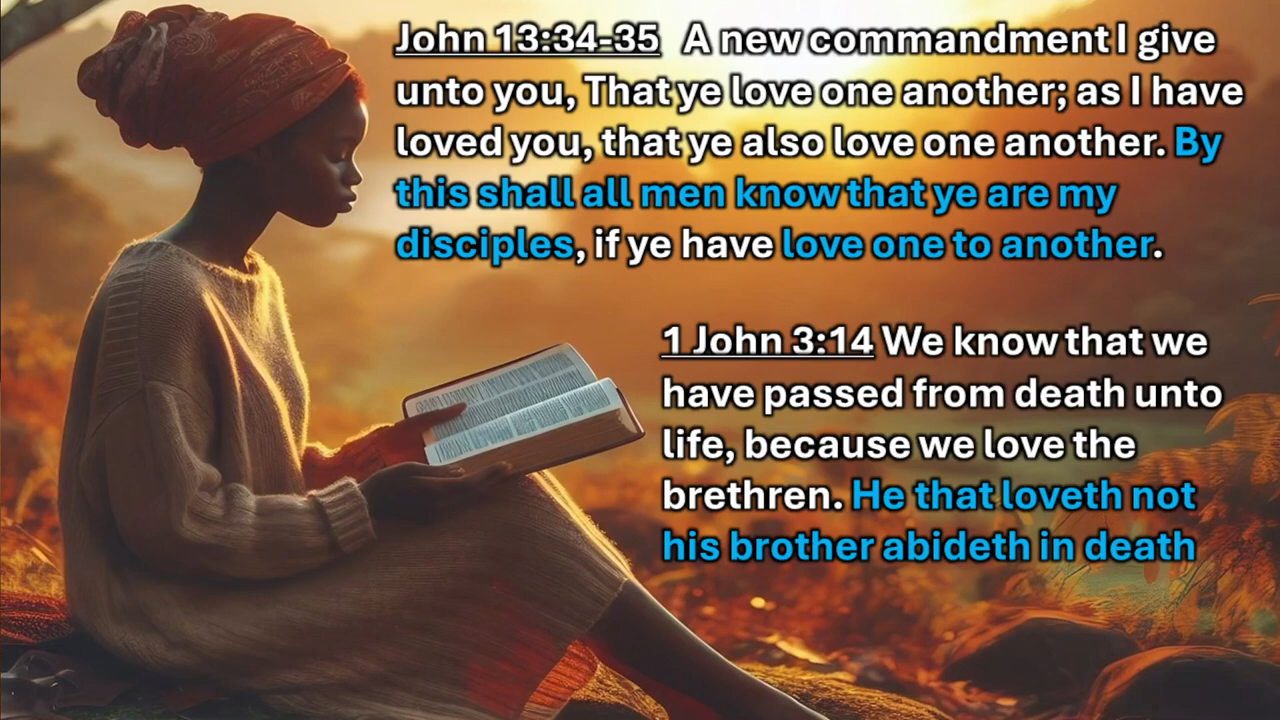 John 13:34-35 A new commandment I give
unto you, That ye love one another; as I have
loved you, that ye also love one another. By
this shall all men know that ye are my
disciples, if ye have love one to another.
1 John 3:14 We know that we
have passed from death unto
life, because we love the
brethren. He that loveth not
his brother abideth in death